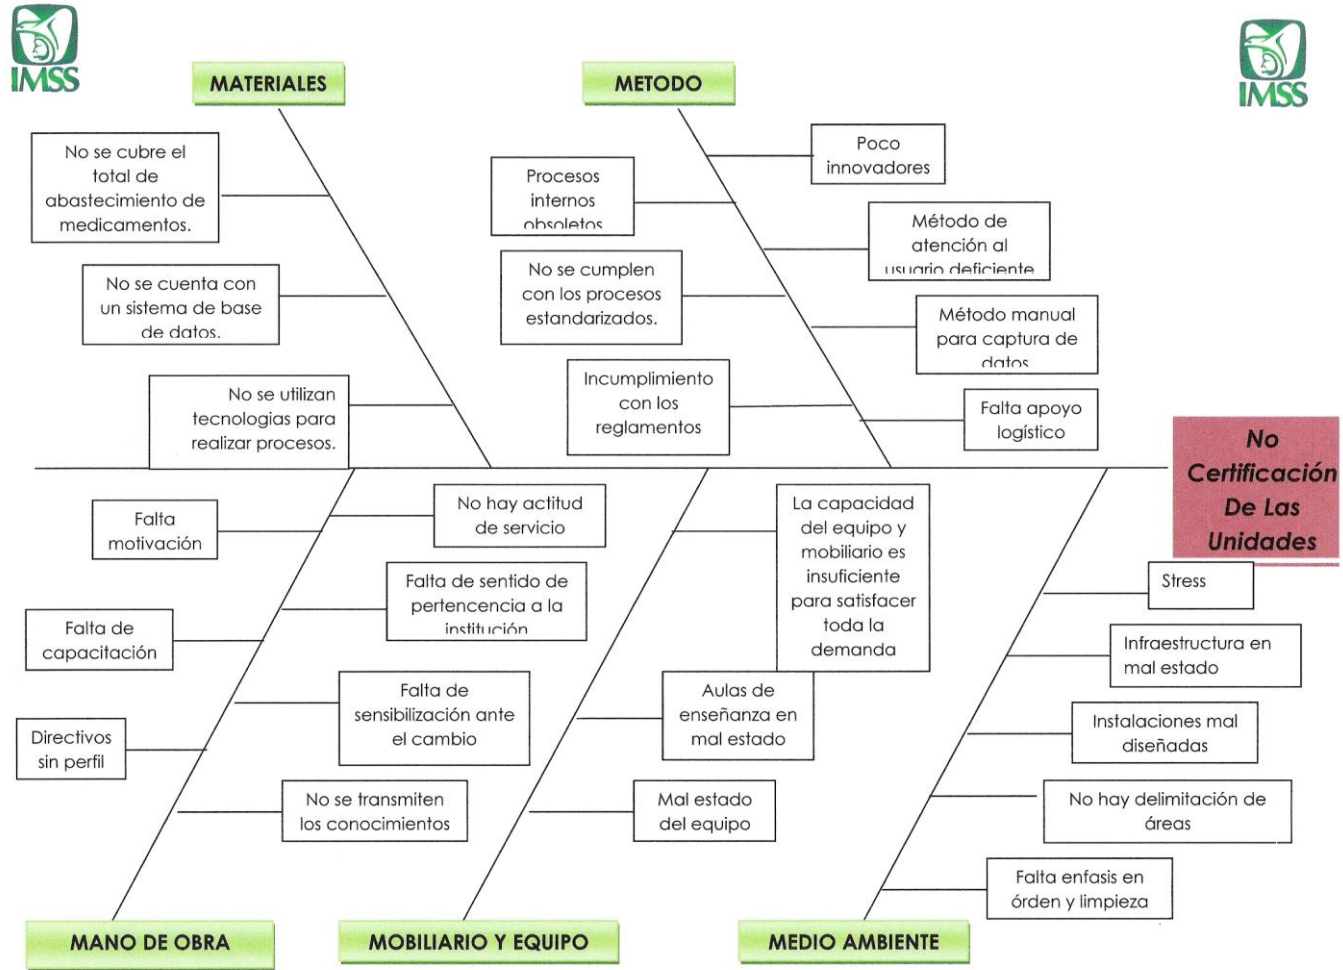 IMSS
IMSS
MATERIALES
METODO
No se cubre el
total de
abastecimiento de
medicamentos.
No se cuenta con
un sistema de base
de datos.
No se utilizan
tecnologias para
realizar procesos.
Procesos
internos
obsoletos
No se cumplen
con los procesos
estandarizados.
Incumplimiento
con los
reglamentos
Poco
innovadores
Método de
atención al
usuario deficiente
Método manual
para captura de
datos
Falta apoyo
logístico
No
Certificación
De Las
Unidades
Falta
motivación
Falta de
capacitación
Directivos
sin perfil
No hay actitud
de servicio
Falta de sentido de
pertencencia a la
institución
Falta de
sensibilización ante
el cambio
No se transmiten
los conocimientos
La capacidad
del equipo y
mobiliario es
insuficiente
para satisfacer
toda la
demanda
Aulas de
enseñanza en
mal estado
Mal estado
del equipo
Stress
Infraestructura en
mal estado
Instalaciones mal
diseñadas
No hay delimitación de
áreas
Falta enfasis en
órden y limpieza
MANO DE OBRA
MOBILIARIO Y EQUIPO
MEDIO AMBIENTE